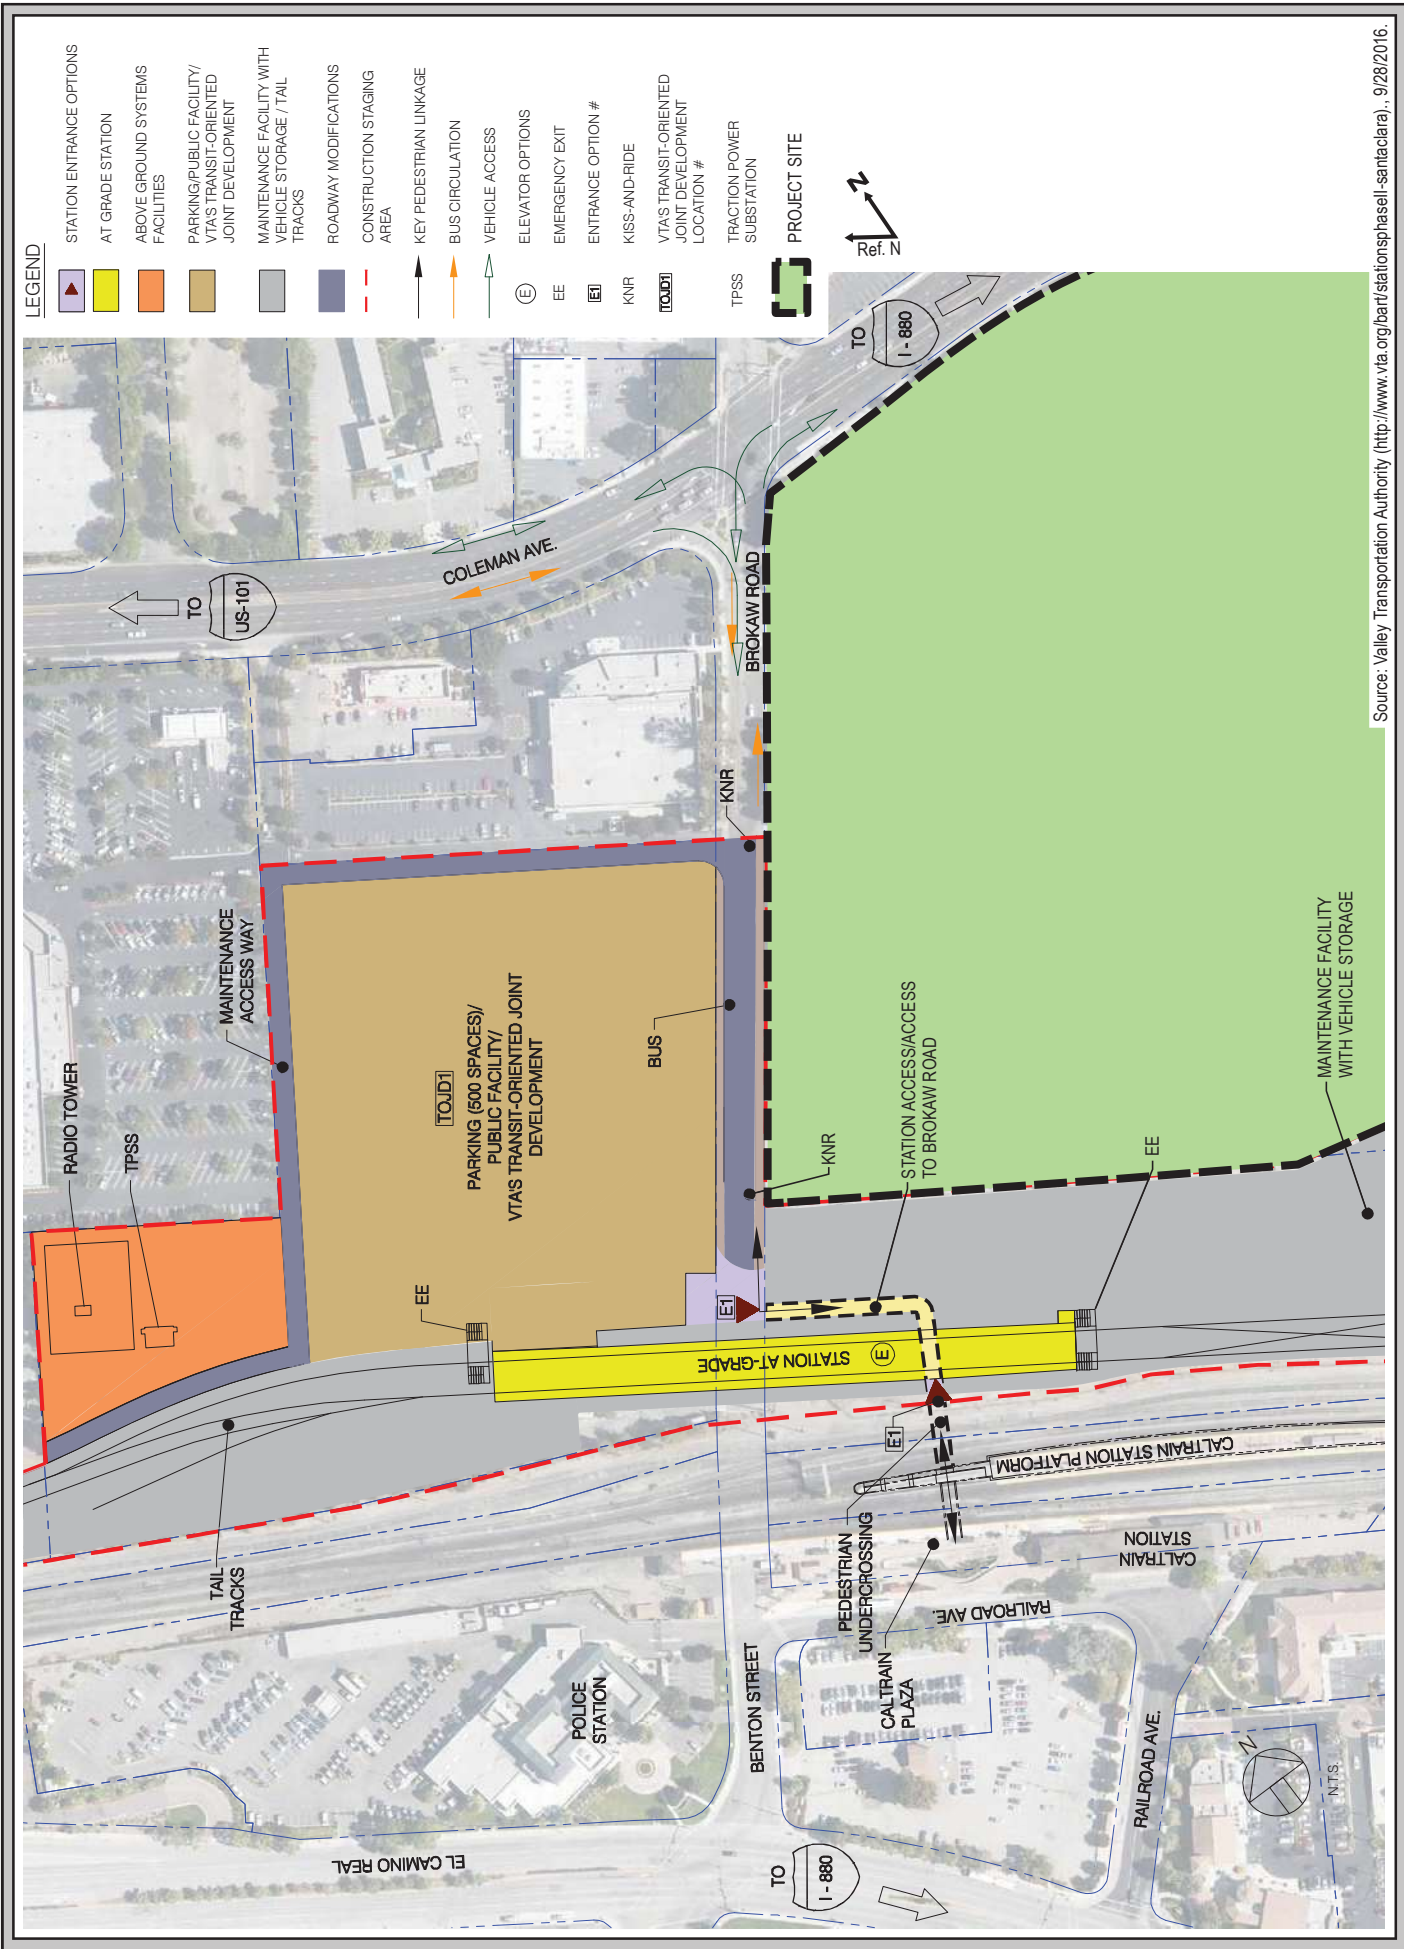 LEGEND
STATION ENTRANCE OPTIONS
AT GRADE STATION
ABOVE GROUND SYSTEMS
FACILITIES
PARKING/PUBLIC FACILITY/
VTA'S TRANSIT-ORIENTED
JOINT DEVELOPMENT
MAINTENANCE FACILITY WITH
VEHICLE STORAGE / TAIL
TRACKS
ROADWAY MODIFICATIONS
CONSTRUCTION STAGING
AREA
KEY PEDESTRIAN LINKAGE
BUS CIRCULATION
VEHICLE ACCESS
E ELEVATOR OPTIONS
EE EMERGENCY EXIT
E1 ENTRANCE OPTION #
KNR KISS-AND-RIDE
TOJD1 VTA'S TRANSIT-ORIENTED
JOINT DEVELOPMENT
LOCATION #
TPSS TRACTION POWER
SUBSTATION
PROJECT SITE
N
Ref. N
TO
US-101
COLEMAN AVE.
TO
I - 880
BROKAW ROAD
KNR
MAINTENANCE
ACCESS WAY
RADIO TOWER
TPSS
TOJD1
PARKING (500 SPACES)/
PUBLIC FACILITY/
VTA'S TRANSIT-ORIENTED JOINT
DEVELOPMENT
BUS
KNR
STATION ACCESS/ACCESS
TO BROKAW ROAD
EE
MAINTENANCE FACILITY
WITH VEHICLE STORAGE
EE
E1
STATION AT-GRADE
E
E1
CALTRAIN STATION PLATFORM
TAIL
TRACKS
PEDESTRIAN
UNDERCROSSING
CALTRAIN
STATION
CALTRAIN
PLAZA
RAILROAD AVE.
POLICE
STATION
BENTON STREET
RAILROAD AVE.
EL CAMINO REAL
TO
I - 880
N
N.T.S.
Source: Valley Transportation Authority (http://www.vta.org/bart/stationsphaseII-santaclara)., 9/28/2016.